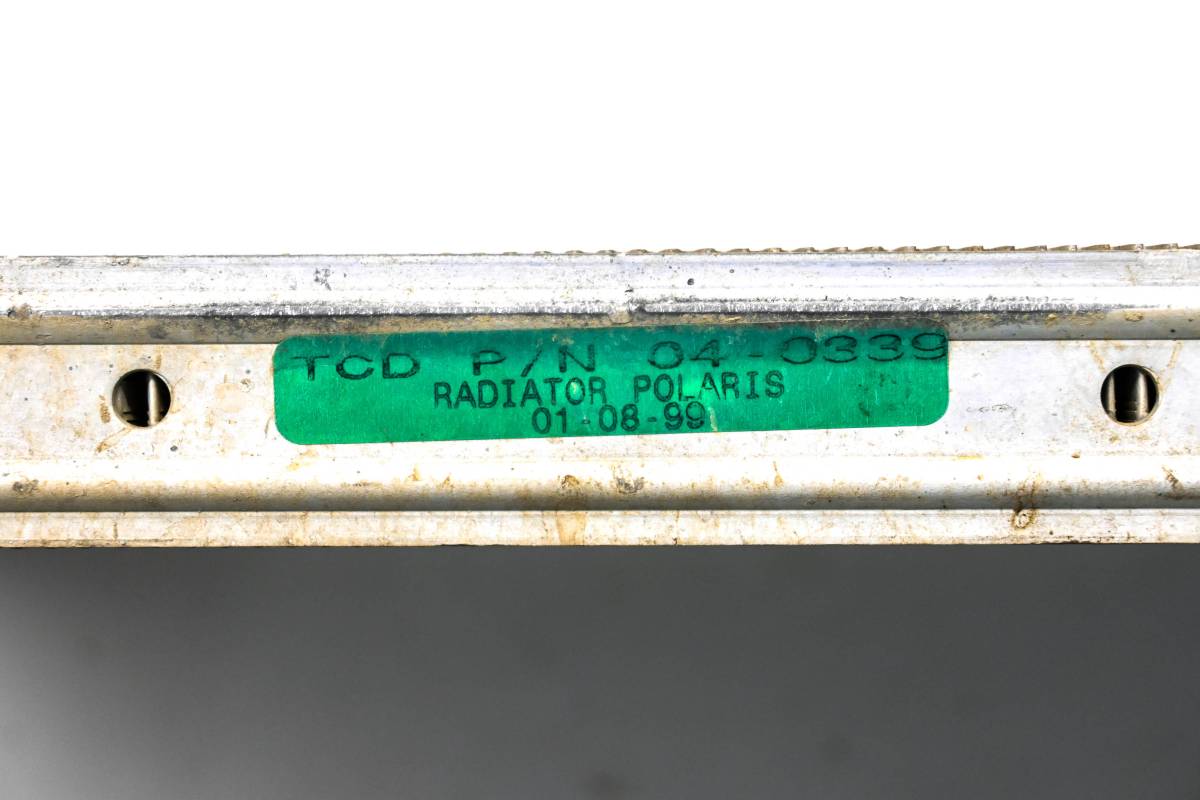 TCD P/N 04-0339
RADIATOR POLARIS
01-08-99